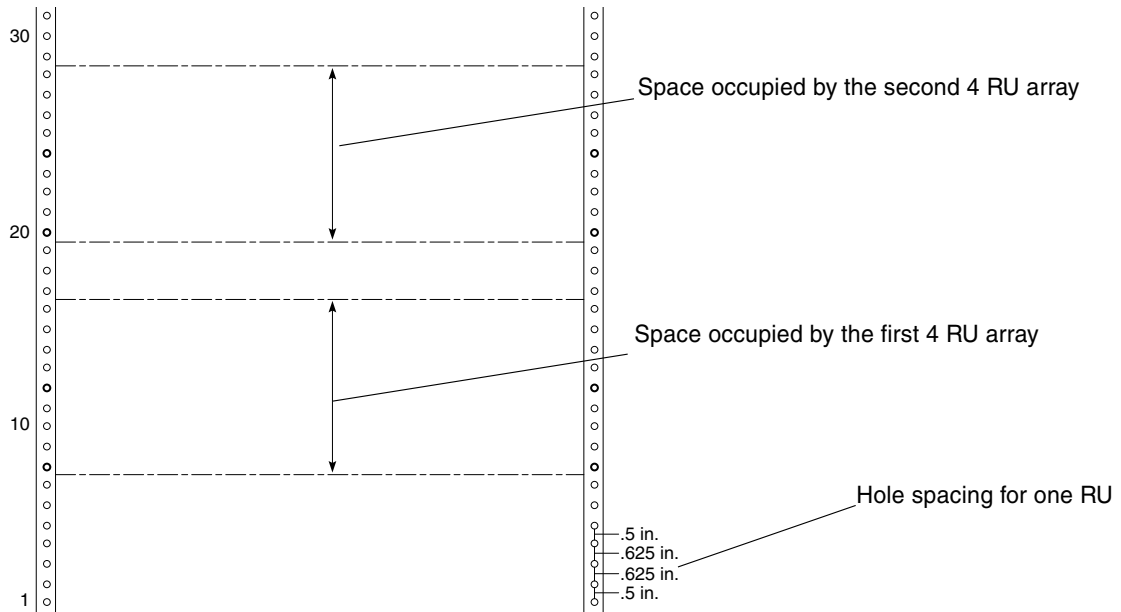 30
Space occupied by the second 4 RU array
20
Space occupied by the first 4 RU array
10
Hole spacing for one RU
.5 in.
.625 in.
.625 in.
.5 in.
1